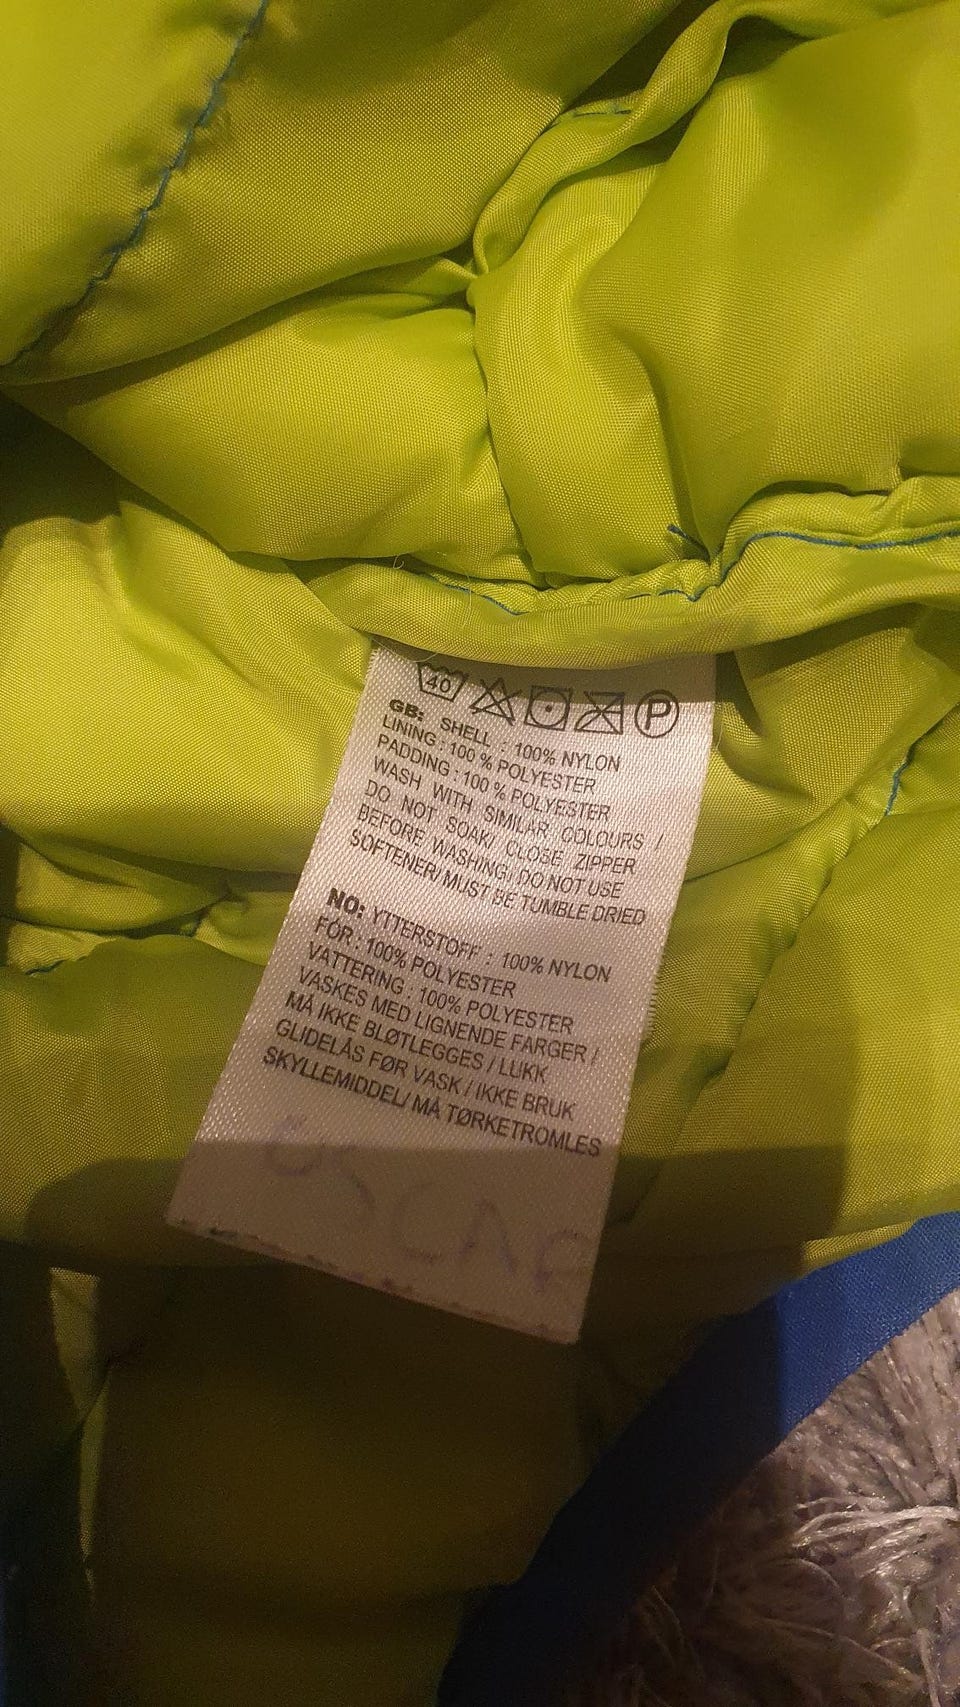 40 P
GB: SHELL : 100% NYLON
LINING : 100 % POLYESTER
PADDING : 100 % POLYESTER
WASH WITH SIMILAR COLOURS /
DO NOT SOAK/ CLOSE ZIPPER
BEFORE WASHING/ DO NOT USE
SOFTENER/ MUST BE TUMBLE DRIED
NO: YTTERSTOFF : 100% NYLON
FÓR : 100% POLYESTER
VATTERING : 100% POLYESTER
VASKES MED LIGNENDE FARGER /
MÅ IKKE BLØTLEGGES / LUKK
GLIDELÅS FØR VASK / IKKE BRUK
SKYLLEMIDDEL/ MÅ TØRKETROMLES